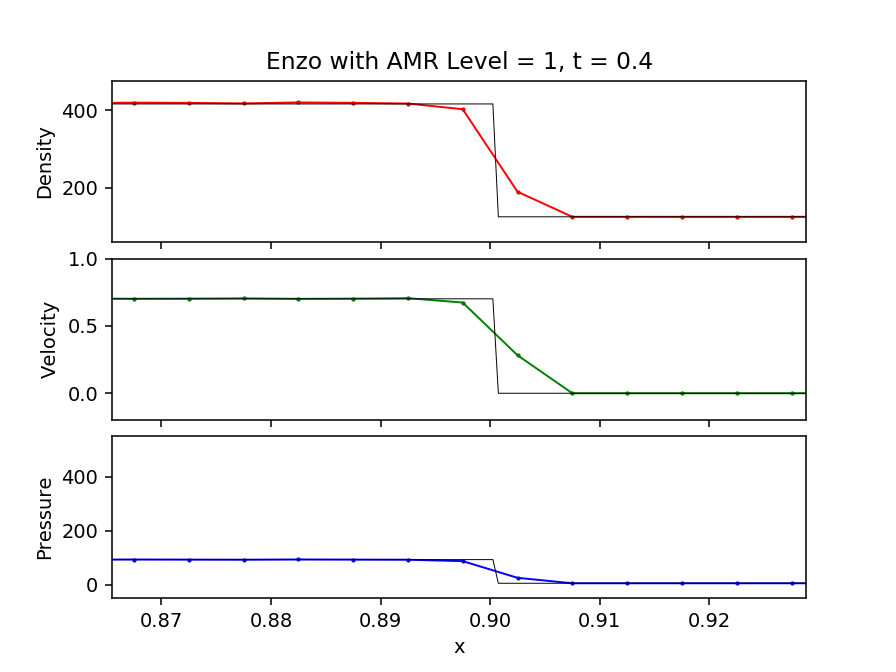 Enzo with AMR Level = 1, t = 0.4
400
200
Density
1.0
0.5
0.0
Velocity
400
200
0
Pressure
0.87 0.88 0.89 0.90 0.91 0.92
x